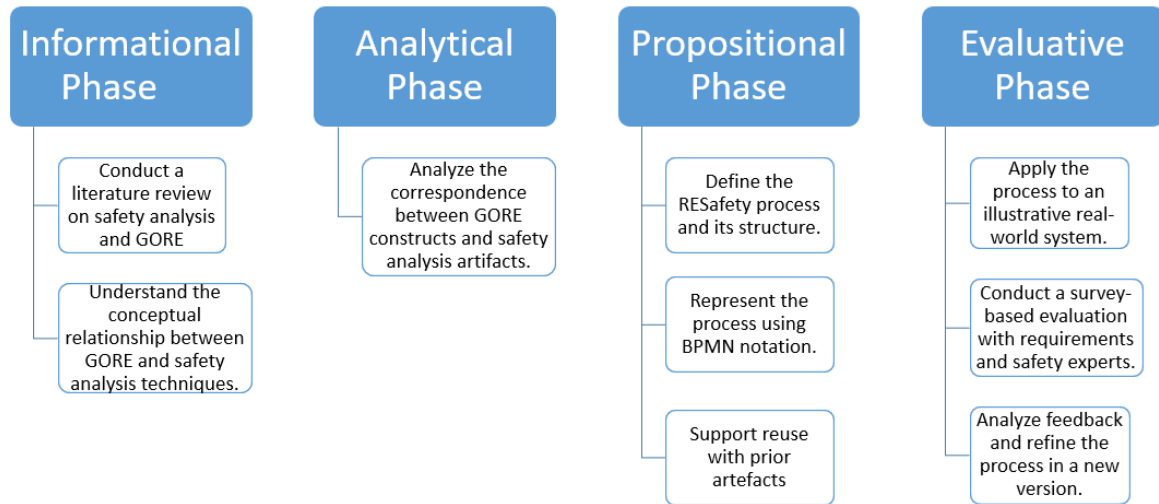 Informational
Phase
Conduct a
literature review
on safety analysis
and GORE
Understand the
conceptual
relationship between
GORE and safety
analysis techniques.
Analytical
Phase
Analyze the
correspondence
between GORE
constructs and safety
analysis artifacts.
Propositional
Phase
Define the
RESafety process
and its structure.
Represent the
process using
BPMN notation.
Support reuse
with prior
artefacts
Evaluative
Phase
Apply the
process to an
illustrative real-
world system.
Conduct a survey-
based evaluation
with requirements
and safety experts.
Analyze feedback
and refine the
process in a new
version.